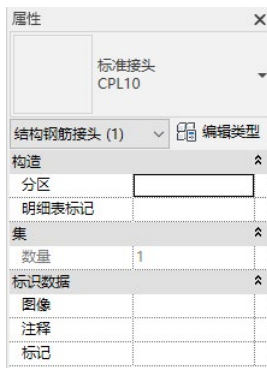 属性
标准接头
CPL10
结构钢筋接头 (1)
编辑类型
构造
分区
明细表标记
集
数量 1
标识数据
图像
注释
标记